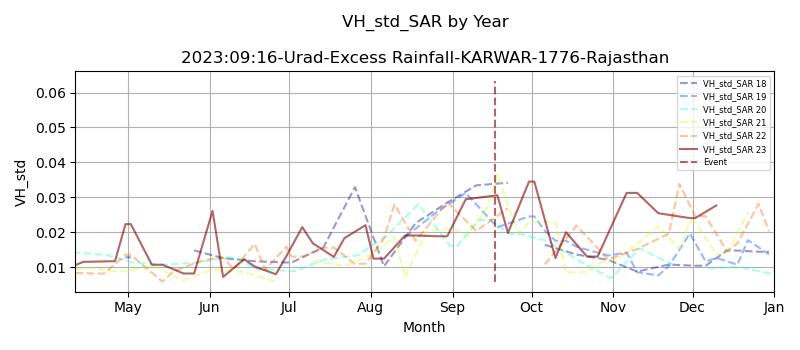 VH_std_SAR by Year
2023:09:16-Urad-Excess Rainfall-KARWAR-1776-Rajasthan
VH_std
0.06
0.05
0.04
0.03
0.02
0.01
VH_std_SAR 18
VH_std_SAR 19
VH_std_SAR 20
VH_std_SAR 21
VH_std_SAR 22
VH_std_SAR 23
Event
May Jun Jul Aug Sep Oct Nov Dec Jan
Month